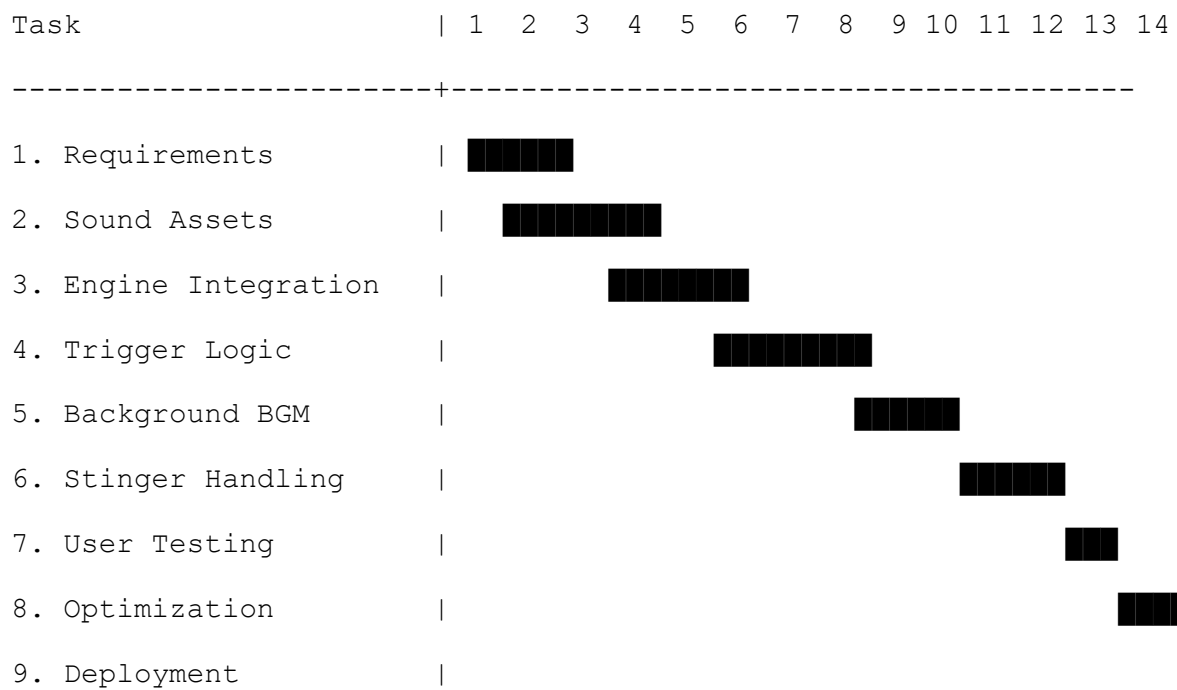 Task                    | 1  2  3  4  5  6  7  8  9 10 11 12 13 14
------------------------+---------------------------------------
1. Requirements         | ██████
2. Sound Assets         |   █████████
3. Engine Integration   |         ████████
4. Trigger Logic        |               █████████
5. Background BGM       |                       ██████
6. Stinger Handling     |                             ██████
7. User Testing         |                                   ███
8. Optimization         |                                      ████
9. Deployment           |